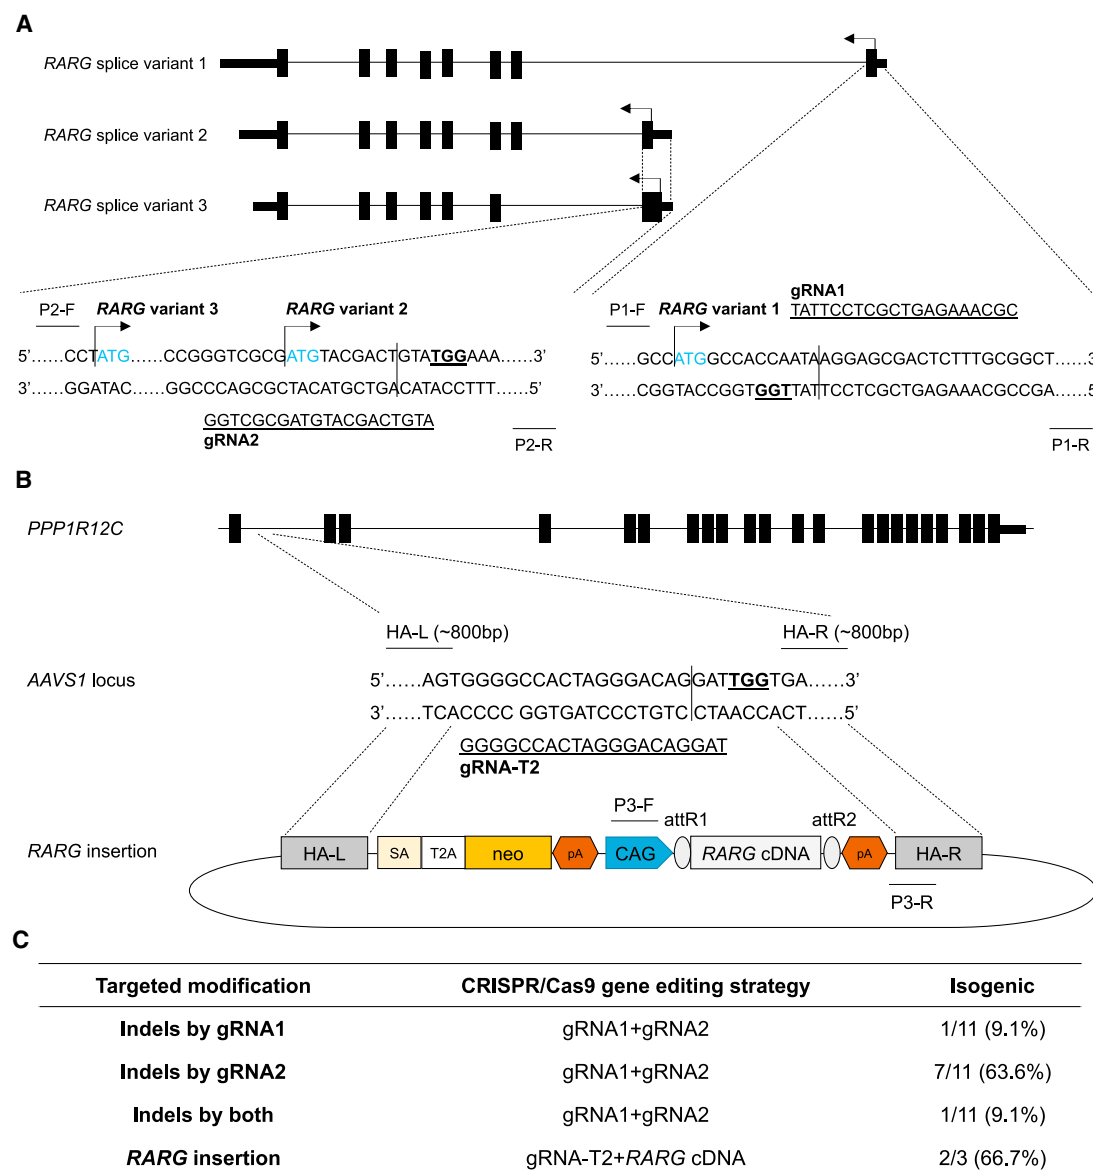 A
RARG splice variant 1
RARG splice variant 2
RARG splice variant 3
P2-F
RARG variant 3
RARG variant 2
5'......CCTATG......CCGGGTCGCGATGTACGACTGTATGGAAA......3'
3'......GGATAC......GGCCCAGCGCTACATGCTGACATACCTTT......5'
GGTCGCGATGTACGACTGTA
gRNA2
P2-R
gRNA1
P1-F
RARG variant 1
TATTCCTCGCTGAGAAACGC
5'......GCCATGGCCACCAATAAGGAGCGACTCTTTGCGGCT......3'
3'......CGGTACCGGTGGTTATTCCTCGCTGAGAAACGCCGA......5'
P1-R
B
PPP1R12C
HA-L (~800bp)
HA-R (~800bp)
AAVS1 locus
5'......AGTGGGGCCACTAGGGACAGGATTGGTGA......3'
3'......TCACCCC GGTGATCCCTGTC CTAACCACT......5'
GGGGCCACTAGGGACAGGAT
gRNA-T2
P3-F
attR1
attR2
RARG insertion
HA-L
SA
T2A
neo
pA
CAG
RARG cDNA
pA
HA-R
P3-R
C
Targeted modification CRISPR/Cas9 gene editing strategy Isogenic
Indels by gRNA1 gRNA1+gRNA2 1/11 (9.1%)
Indels by gRNA2 gRNA1+gRNA2 7/11 (63.6%)
Indels by both gRNA1+gRNA2 1/11 (9.1%)
RARG insertion gRNA-T2+RARG cDNA 2/3 (66.7%)